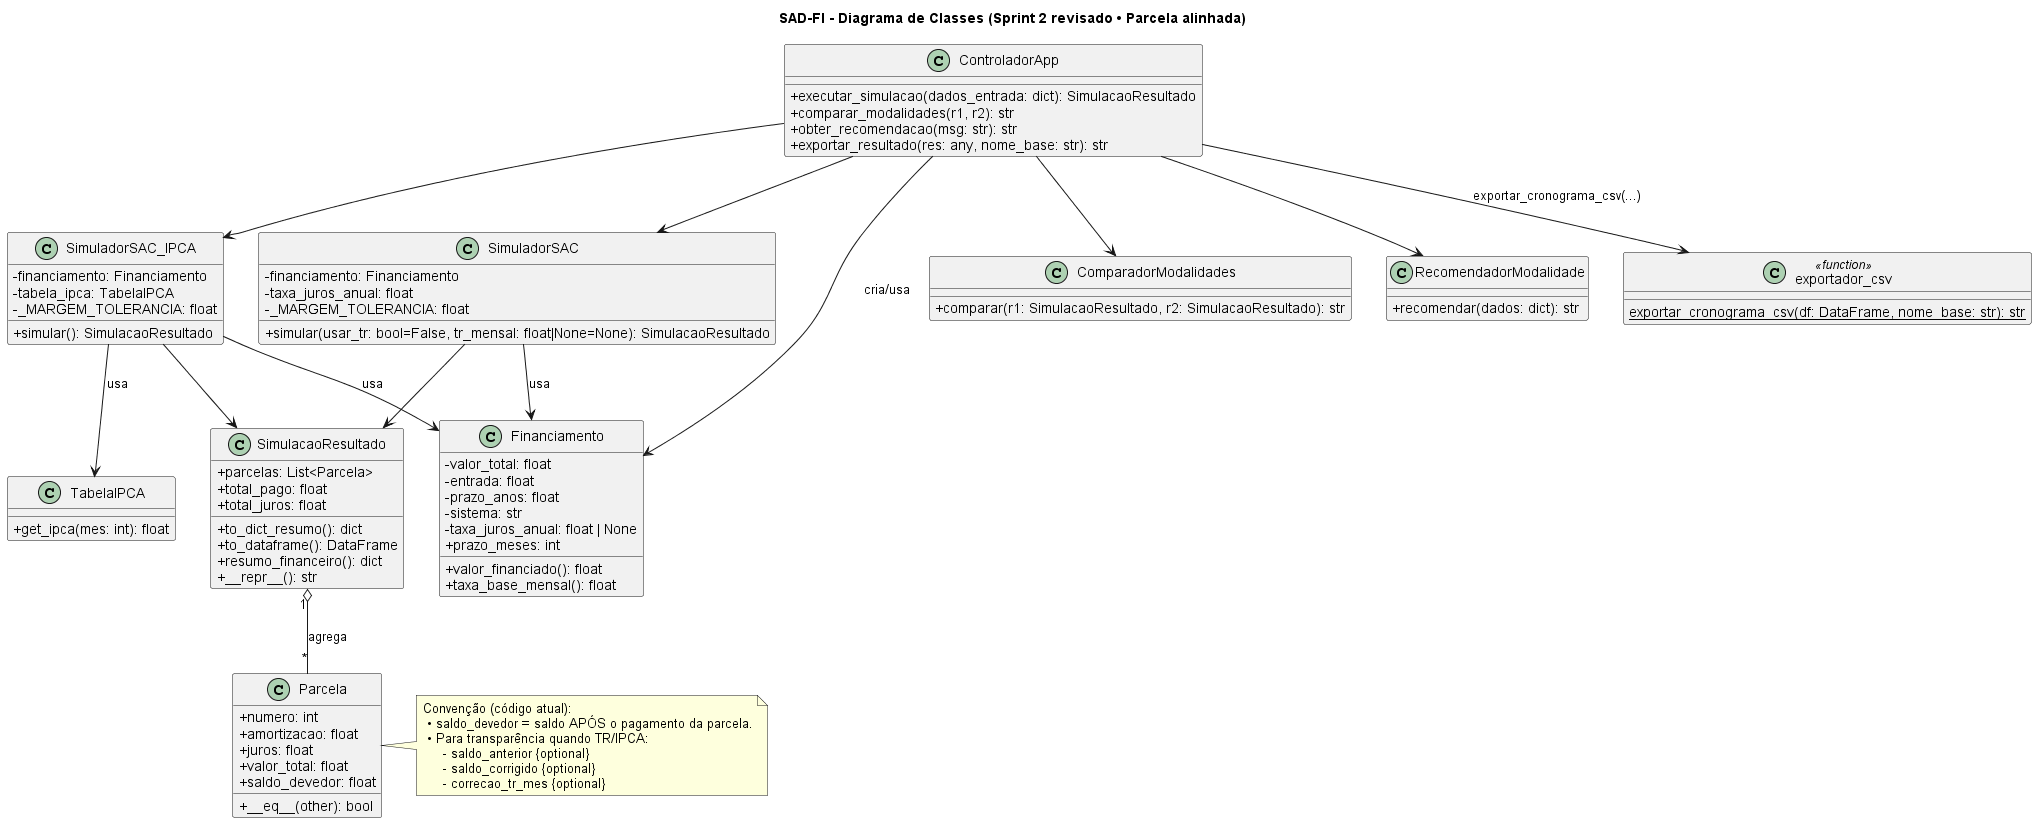 SAD-FI - Diagrama de Classes (Sprint 2 revisado • Parcela alinhada)
C ControladorApp
+executar_simulacao(dados_entrada: dict): SimulacaoResultado
+comparar_modalidades(r1, r2): str
+obter_recomendacao(msg: str): str
+exportar_resultado(res: any, nome_base: str): str
exportar_cronograma_csv(...)
cria/usa
C SimuladorSAC_IPCA
-financiamento: Financiamento
-tabela_ipca: TabelaIPCA
-_MARGEM_TOLERANCIA: float
+simular(): SimulacaoResultado
C SimuladorSAC
-financiamento: Financiamento
-taxa_juros_anual: float
-_MARGEM_TOLERANCIA: float
+simular(usar_tr: bool=False, tr_mensal: float|None=None): SimulacaoResultado
C ComparadorModalidades
+comparar(r1: SimulacaoResultado, r2: SimulacaoResultado): str
C RecomendadorModalidade
+recomendar(dados: dict): str
C «function»
exportador_csv
exportar_cronograma_csv(df: DataFrame, nome_base: str): str
usa
usa
usa
C TabelaIPCA
+get_ipca(mes: int): float
C SimulacaoResultado
+parcelas: List<Parcela>
+total_pago: float
+total_juros: float
+to_dict_resumo(): dict
+to_dataframe(): DataFrame
+resumo_financeiro(): dict
+__repr__(): str
C Financiamento
-valor_total: float
-entrada: float
-prazo_anos: float
-sistema: str
-taxa_juros_anual: float | None
+prazo_meses: int
+valor_financiado(): float
+taxa_base_mensal(): float
1
agrega
*
C Parcela
+numero: int
+amortizacao: float
+juros: float
+valor_total: float
+saldo_devedor: float
+__eq__(other): bool
Convenção (código atual):
• saldo_devedor = saldo APÓS o pagamento da parcela.
• Para transparência quando TR/IPCA:
- saldo_anterior {optional}
- saldo_corrigido {optional}
- correcao_tr_mes {optional}